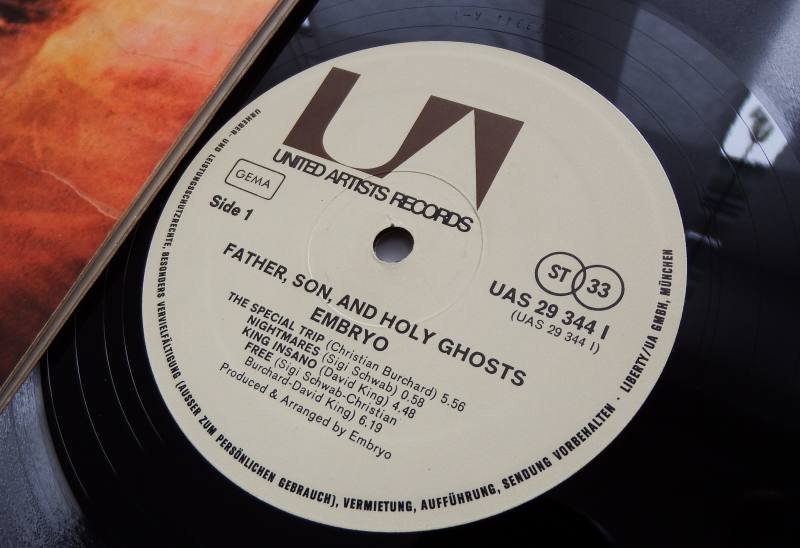 UA
UNITED ARTISTS RECORDS
GEMA
Side 1
ST 33
UAS 29 344 I
(UAS 29 344 I)
FATHER, SON, AND HOLY GHOSTS
EMBRYO
THE SPECIAL TRIP (Christian Burchard) 5.56
NIGHTMARES (Sigi Schwab) 0.58
KING INSANO (David King) 4.48
FREE (Sigi Schwab-Christian
Burchard-David King) 6.19
Produced & Arranged by Embryo
URHEBER- UND LEISTUNGSSCHUTZRECHTE, BESONDERS VERVIELFÄLTIGUNG (AUSSER ZUM PERSÖNLICHEN GEBRAUCH), VERMIETUNG, AUFFÜHRUNG, SENDUNG VORBEHALTEN · LIBERTY/UA GMBH, MÜNCHEN